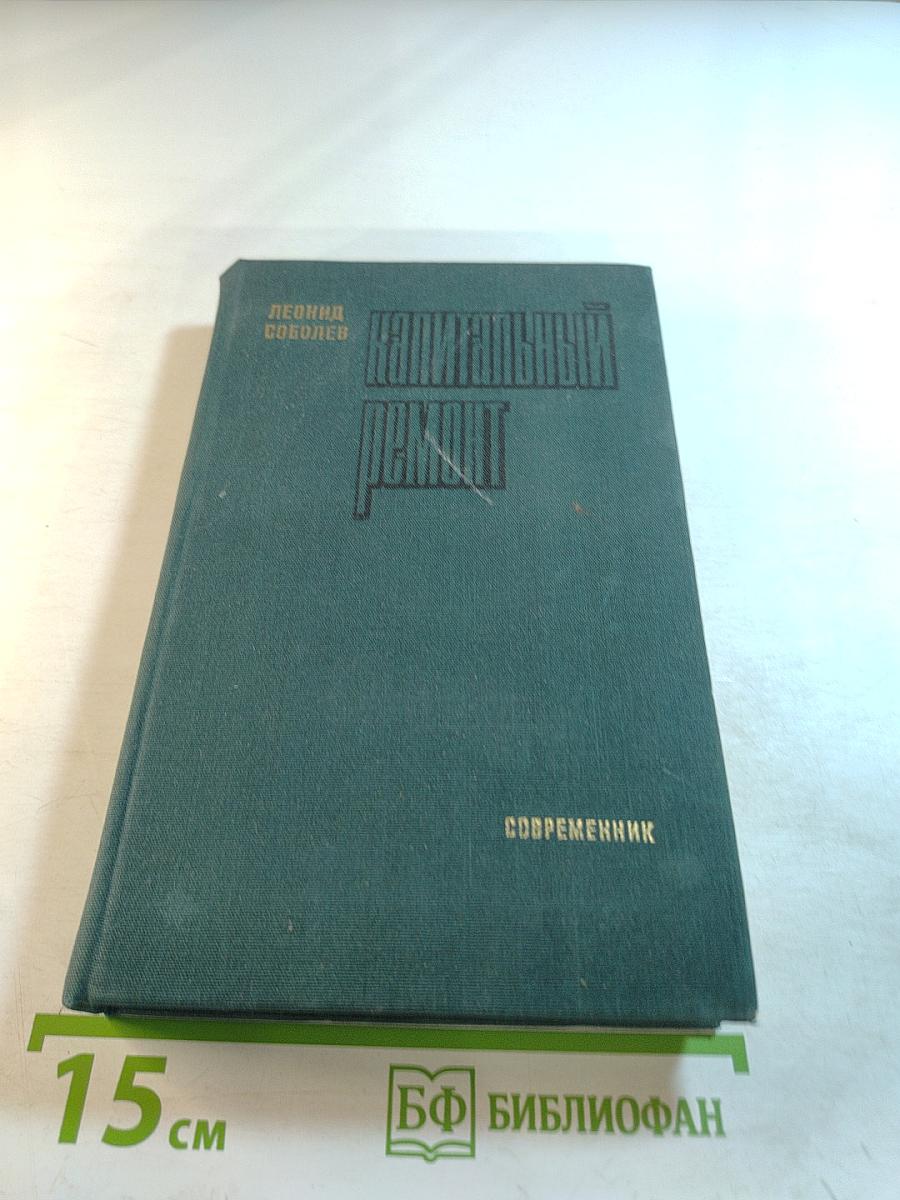 ЛЕОНИД
СОБОЛЕВ
капитальный
ремонт
СОВРЕМЕННИК
15 см
БФ БИБЛИОФАН